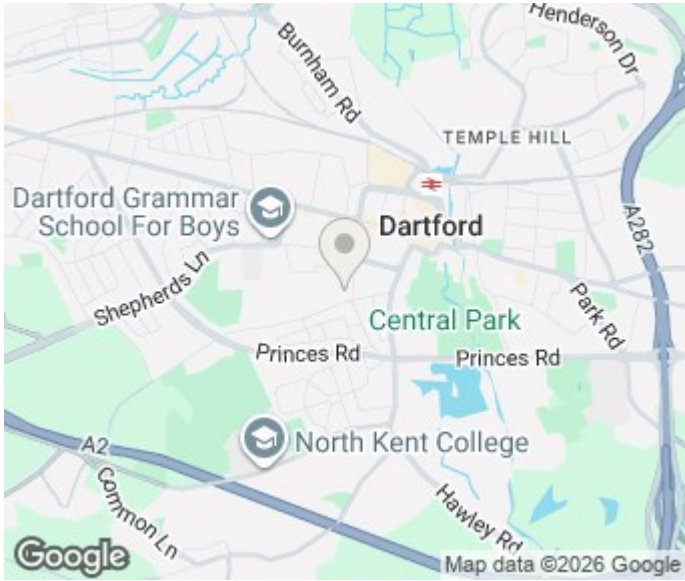 Henderson Dr
Burnham Rd
TEMPLE HILL
Dartford Grammar
School For Boys
Dartford
A282
Shepherds Ln
Central Park
Park Rd
Princes Rd
Princes Rd
A2
North Kent College
Common Ln
Hawley Rd
Google
Map data ©2026 Google